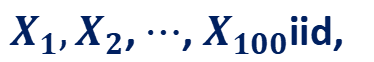 X₁, X₂, ⋯, X₁₀₀iid,